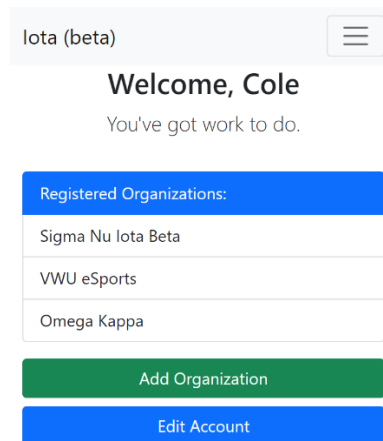 Iota (beta)
Welcome, Cole
You've got work to do.
Registered Organizations:
Sigma Nu Iota Beta
VWU eSports
Omega Kappa
Add Organization
Edit Account